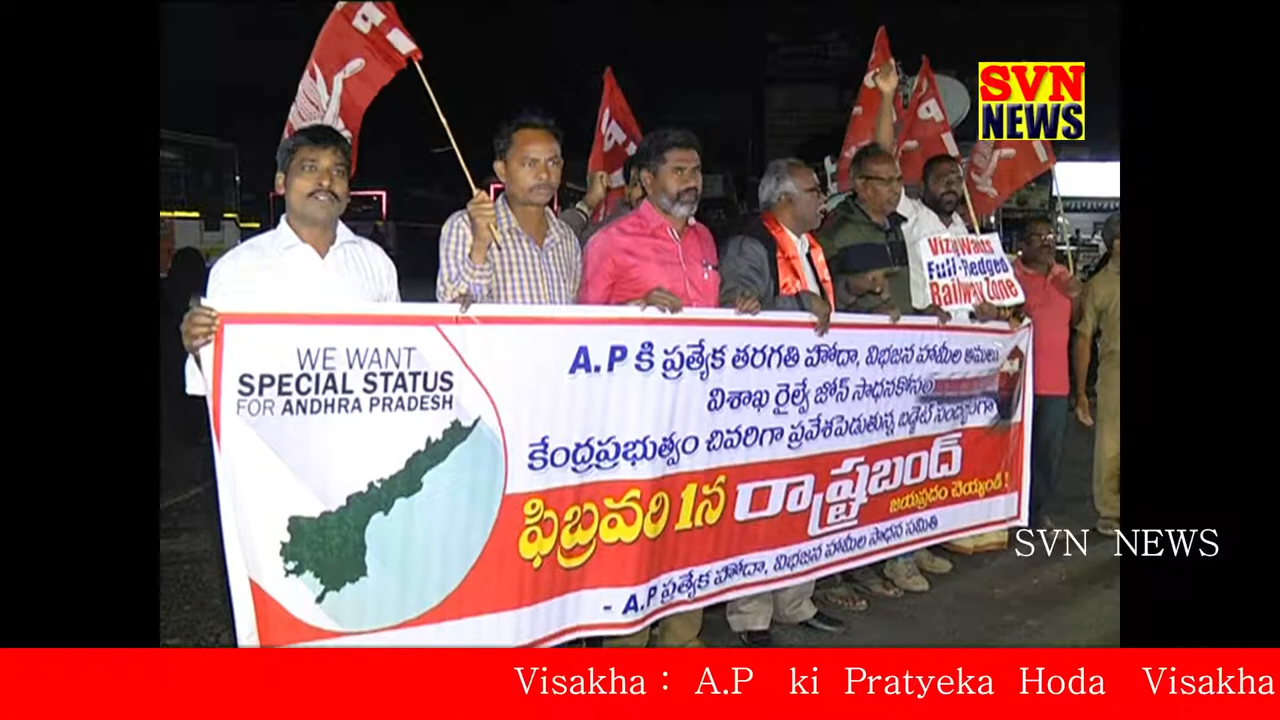 SVN
NEWS
Vizag Wants
Full-Fledged
Railway Zone
WE WANT
SPECIAL STATUS
FOR ANDHRA PRADESH
A.P కి ప్రత్యేక తరగతి హోదా, విభజన హామీల అమలు
విశాఖ రైల్వే జోన్ సాధనకోసం
కేంద్రప్రభుత్వం చివరిగా ప్రవేశపెడుతున్న బడ్జెట్ సందర్భంగా
ఫిబ్రవరి 1న రాష్ట్రబంద్
జయప్రదం చెయ్యండి!
- A.P ప్రత్యేక హోదా, విభజన హామీల సాధన సమితి
SVN NEWS
Visakha : A.P ki Pratyeka Hoda Visakha